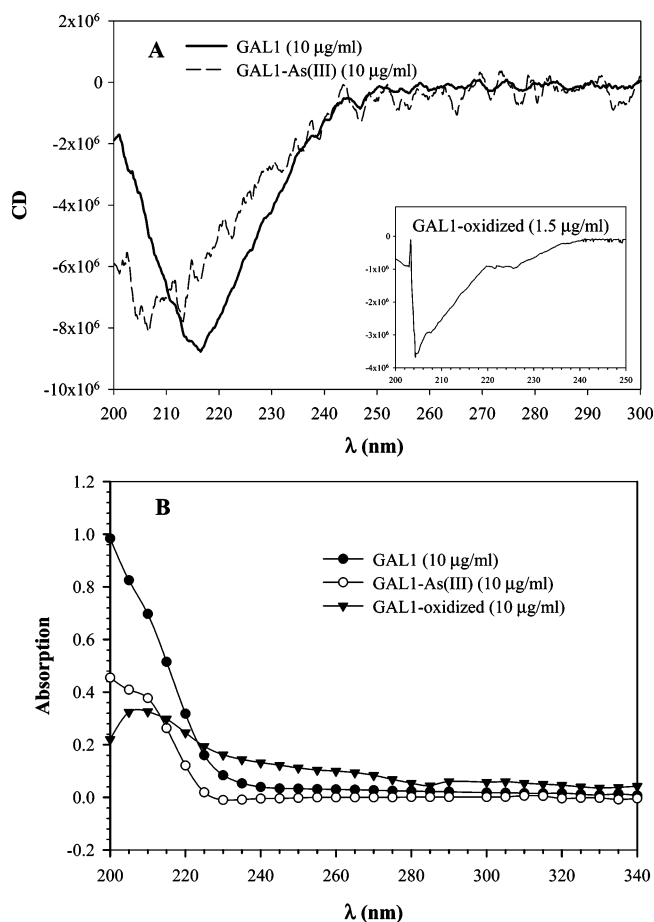 A
GAL1 (10 µg/ml)
GAL1-As(III) (10 µg/ml)
2x10⁶
0
-2x10⁶
-4x10⁶
-6x10⁶
-8x10⁶
-10x10⁶
CD
200 210 220 230 240 250 260 270 280 290 300
λ (nm)
GAL1-oxidized (1.5 µg/ml)
0
-1x10⁶
-2x10⁶
-3x10⁶
-4x10⁶
200 210 220 230 240 250
B
GAL1 (10 µg/ml)
GAL1-As(III) (10 µg/ml)
GAL1-oxidized (10 µg/ml)
1.2
1.0
0.8
0.6
0.4
0.2
0.0
-0.2
Absorption
200 220 240 260 280 300 320 340
λ (nm)